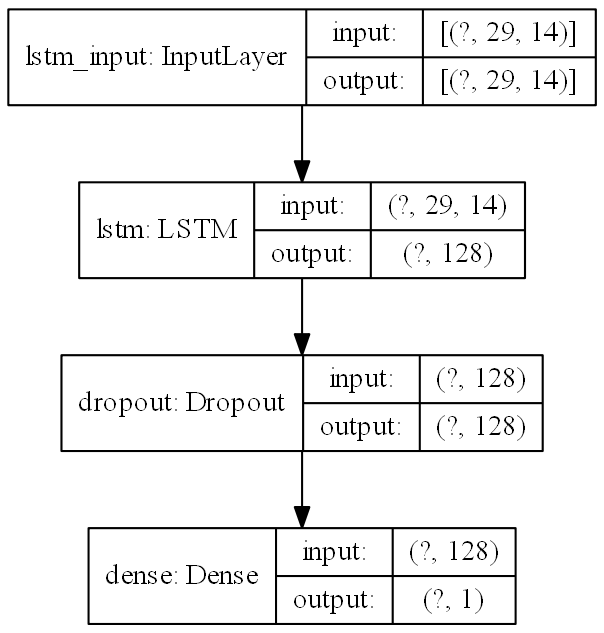 lstm_input: InputLayer
input:
[(?, 29, 14)]
output:
[(?, 29, 14)]
lstm: LSTM
input:
(?, 29, 14)
output:
(?, 128)
dropout: Dropout
input:
(?, 128)
output:
(?, 128)
dense: Dense
input:
(?, 128)
output:
(?, 1)